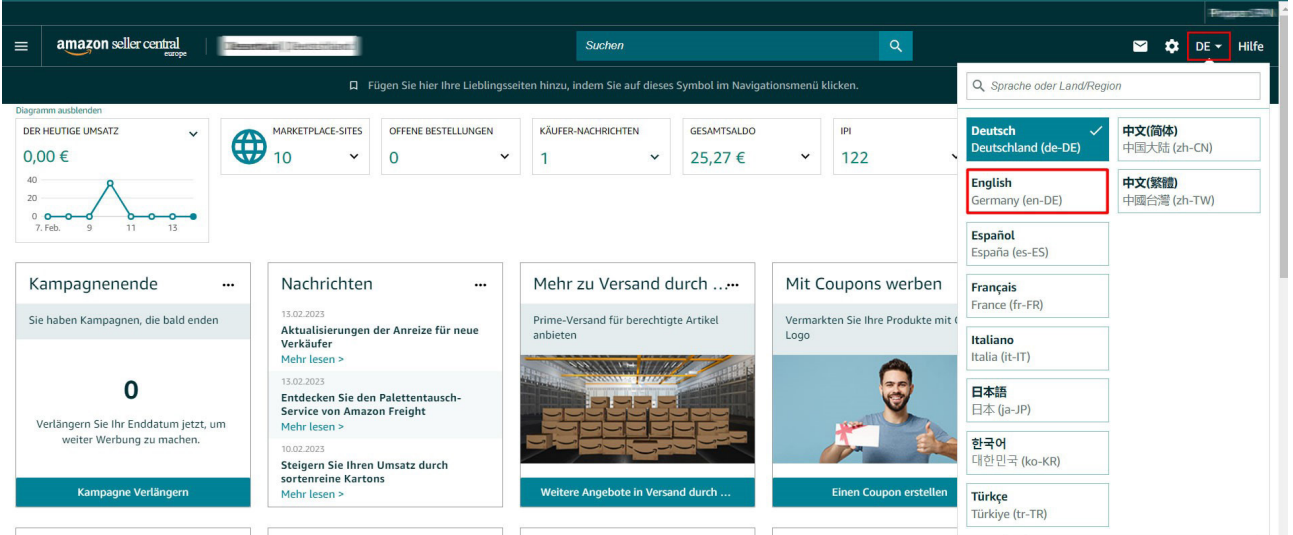 amazon seller central
europe
Suchen
DE
Hilfe
Fügen Sie hier Ihre Lieblingsseiten hinzu, indem Sie auf dieses Symbol im Navigationsmenü klicken.
Diagramm ausblenden
DER HEUTIGE UMSATZ
0,00 €
40
20
0
7. Feb.
9
11
13
MARKETPLACE-SITES
10
OFFENE BESTELLUNGEN
0
KÄUFER-NACHRICHTEN
1
GESAMTSALDO
25,27 €
IPI
122
Sprache oder Land/Region
Deutsch
Deutschland (de-DE)
English
Germany (en-DE)
Español
España (es-ES)
Français
France (fr-FR)
Italiano
Italia (it-IT)
日本語
日本 (ja-JP)
한국어
대한민국 (ko-KR)
Türkçe
Türkiye (tr-TR)
中文(简体)
中国大陆 (zh-CN)
中文(繁體)
中國台灣 (zh-TW)
Kampagnenende
Sie haben Kampagnen, die bald enden
0
Verlängern Sie Ihr Enddatum jetzt, um
weiter Werbung zu machen.
Kampagne Verlängern
Nachrichten
13.02.2023
Aktualisierungen der Anreize für neue
Verkäufer
Mehr lesen >
13.02.2023
Entdecken Sie den Palettentausch-
Service von Amazon Freight
Mehr lesen >
10.02.2023
Steigern Sie Ihren Umsatz durch
sortenreine Kartons
Mehr lesen >
Mehr zu Versand durch ...
Prime-Versand für berechtigte Artikel
anbieten
Weitere Angebote in Versand durch ...
Mit Coupons werben
Vermarkten Sie Ihre Produkte mit
Logo
Einen Coupon erstellen